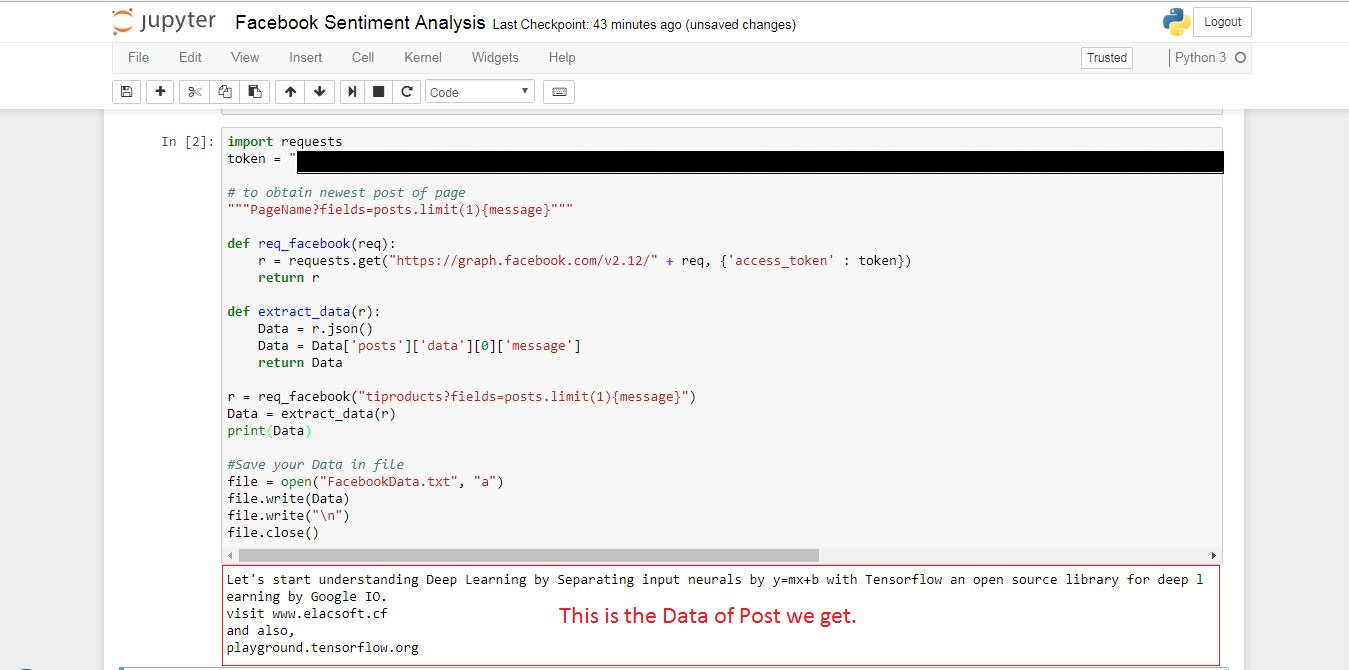 jupyter Facebook Sentiment Analysis Last Checkpoint: 43 minutes ago (unsaved changes) Logout
File Edit View Insert Cell Kernel Widgets Help Trusted Python 3
Code
In [2]: import requests
token = "
# to obtain newest post of page
"""PageName?fields=posts.limit(1){message}"""
def req_facebook(req):
    r = requests.get("https://graph.facebook.com/v2.12/" + req, {'access_token' : token})
    return r
def extract_data(r):
    Data = r.json()
    Data = Data['posts']['data'][0]['message']
    return Data
r = req_facebook("tiproducts?fields=posts.limit(1){message}")
Data = extract_data(r)
print(Data)
#Save your Data in file
file = open("FacebookData.txt", "a")
file.write(Data)
file.write("\n")
file.close()
Let's start understanding Deep Learning by Separating input neurals by y=mx+b with Tensorflow an open source library for deep l
earning by Google IO.
visit www.elacsoft.cf
This is the Data of Post we get.
and also,
playground.tensorflow.org